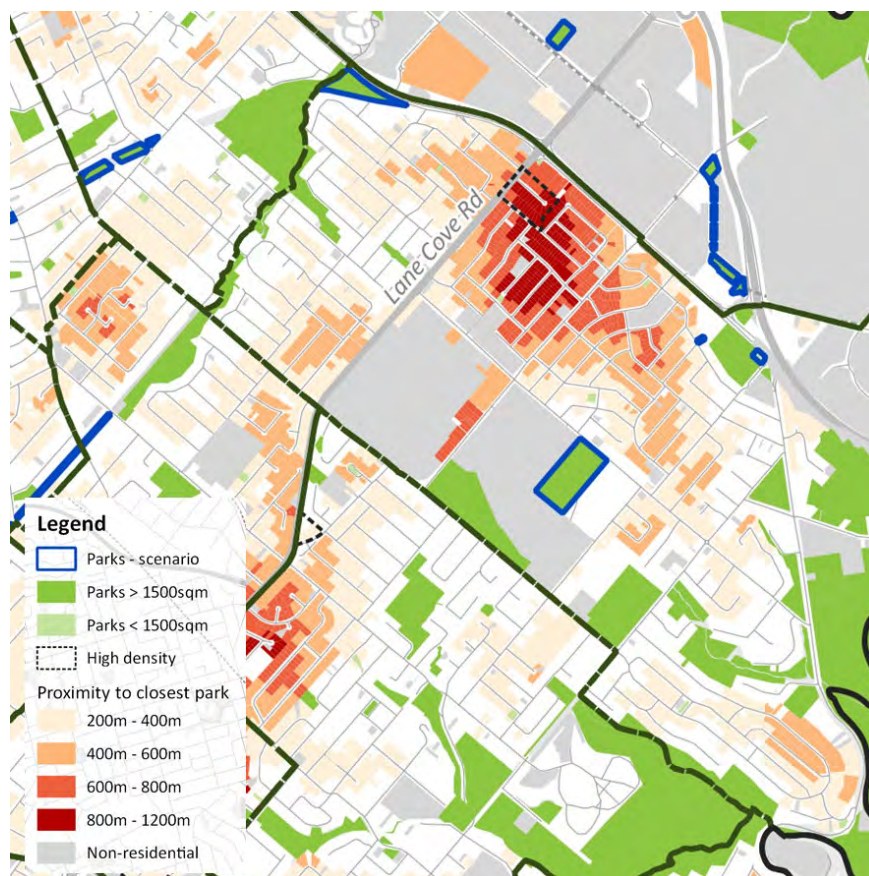 Lane Cove Rd
Legend
Parks - scenario
Parks > 1500sqm
Parks < 1500sqm
High density
Proximity to closest park
200m - 400m
400m - 600m
600m - 800m
800m - 1200m
Non-residential